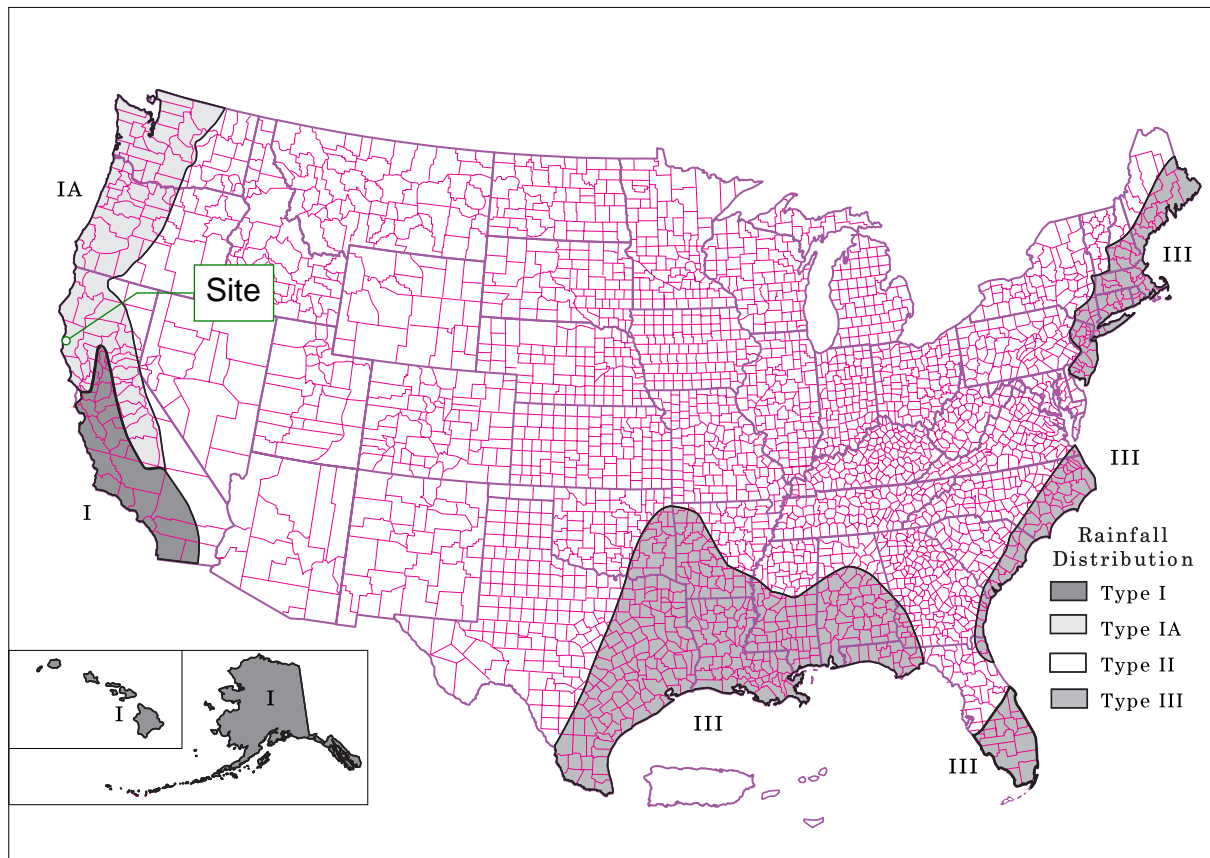 IA
Site
III
III
I
Rainfall
Distribution
Type I
Type IA
Type II
Type III
I
I
III
III